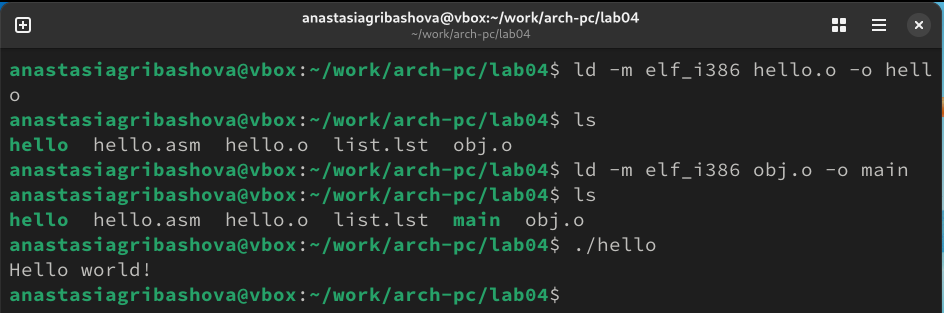 anastasiagribashova@vbox:~/work/arch-pc/lab04
~/work/arch-pc/lab04
anastasiagribashova@vbox:~/work/arch-pc/lab04$ ld -m elf_i386 hello.o -o hell
o
anastasiagribashova@vbox:~/work/arch-pc/lab04$ ls
hello  hello.asm  hello.o  list.lst  obj.o
anastasiagribashova@vbox:~/work/arch-pc/lab04$ ld -m elf_i386 obj.o -o main
anastasiagribashova@vbox:~/work/arch-pc/lab04$ ls
hello  hello.asm  hello.o  list.lst  main  obj.o
anastasiagribashova@vbox:~/work/arch-pc/lab04$ ./hello
Hello world!
anastasiagribashova@vbox:~/work/arch-pc/lab04$